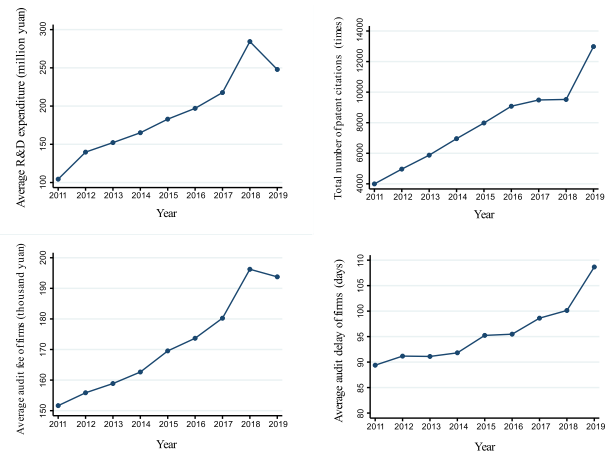 Average R&D expenditure (million yuan)
300
250
200
150
100
2011 2012 2013 2014 2015 2016 2017 2018 2019
Year
Total number of patent citations (times)
14000
12000
10000
8000
6000
4000
2011 2012 2013 2014 2015 2016 2017 2018 2019
Year
Average audit fee of firms (thousand yuan)
200
190
180
170
160
150
2011 2012 2013 2014 2015 2016 2017 2018 2019
Year
Average audit delay of firms (days)
110
105
100
95
90
85
80
2011 2012 2013 2014 2015 2016 2017 2018 2019
Year